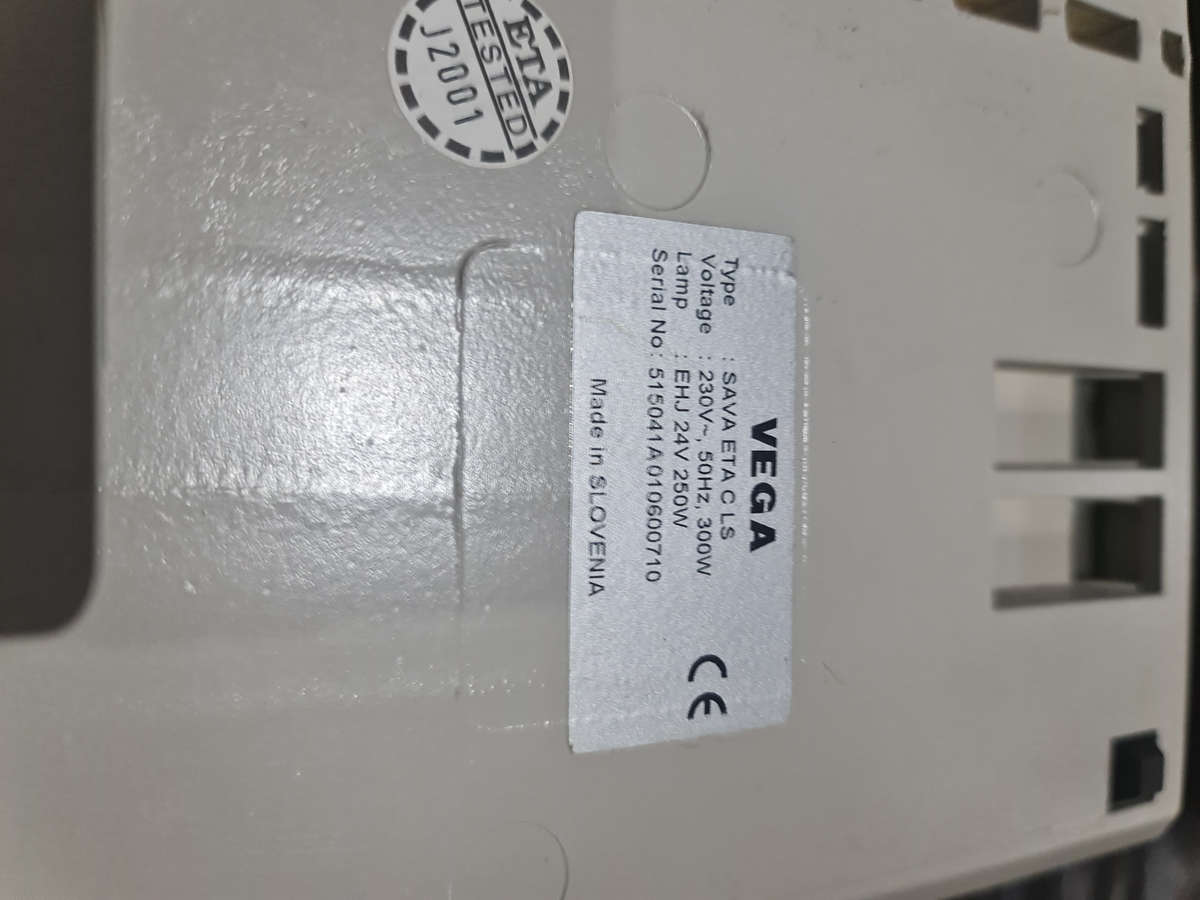 ETA
TESTED
J2001
VEGA
Type : SAVA ETA C LS
Voltage : 230V~, 50Hz, 300W
Lamp : EHJ 24V 250W
Serial No : 515041A010600710
Made in SLOVENIA
CE